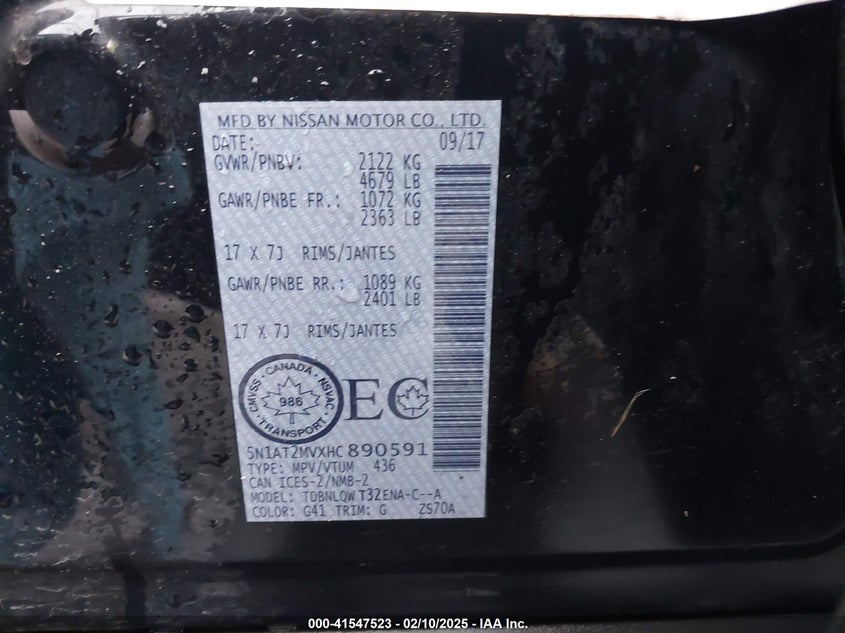 MFD BY NISSAN MOTOR CO., LTD.
DATE: 09/17
GVWR/PNBV: 2122 KG
4679 LB
GAWR/PNBE FR.: 1072 KG
2363 LB
17 X 7J RIMS/JANTES
GAWR/PNBE RR.: 1089 KG
2401 LB
17 X 7J RIMS/JANTES
CMVSS · CANADA · NSVAC
986
TRANSPORT
EC
5N1AT2MVXHC890591
TYPE: MPV/VTUM 436
CAN ICES-2/NMB-2
MODEL: TDBNLQW T32ENA-C--A
COLOR: G41 TRIM: G ZS70A
000-41547523 — 02/10/2025 — IAA Inc.